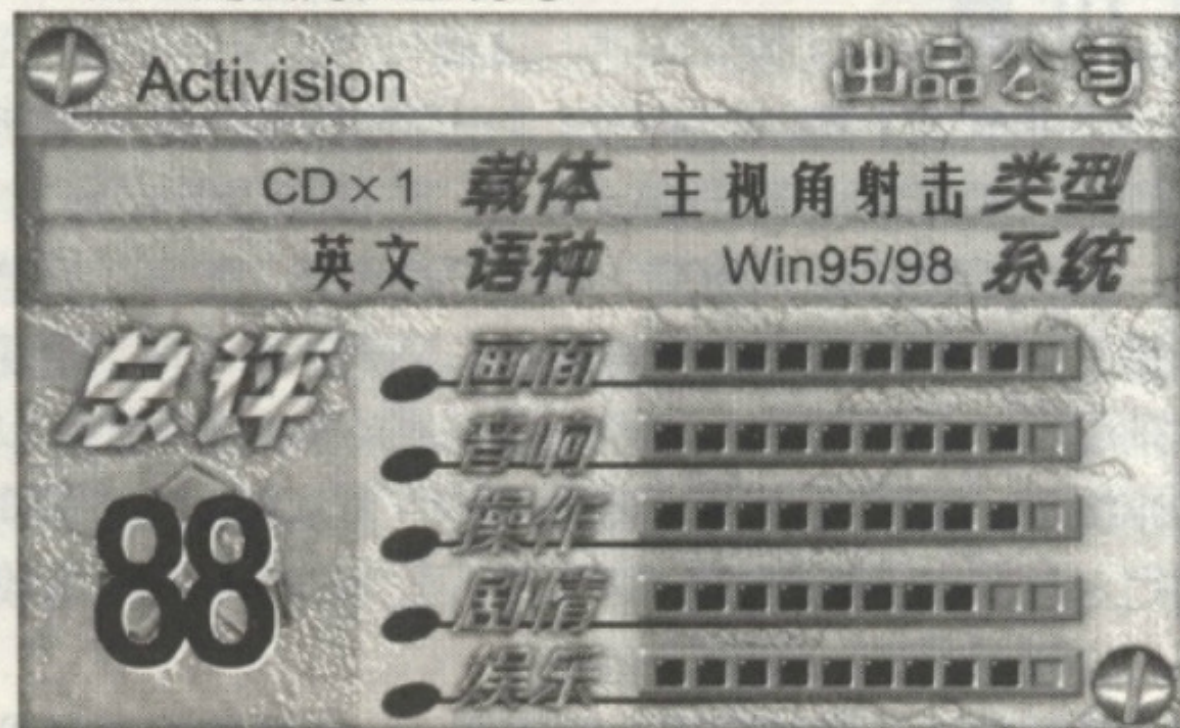 Activision 出品公司
CD×1 载体 主视角射击 类型
英文 语种 Win95/98 系统
总评
88
画面
音响
操作
剧情
娱乐